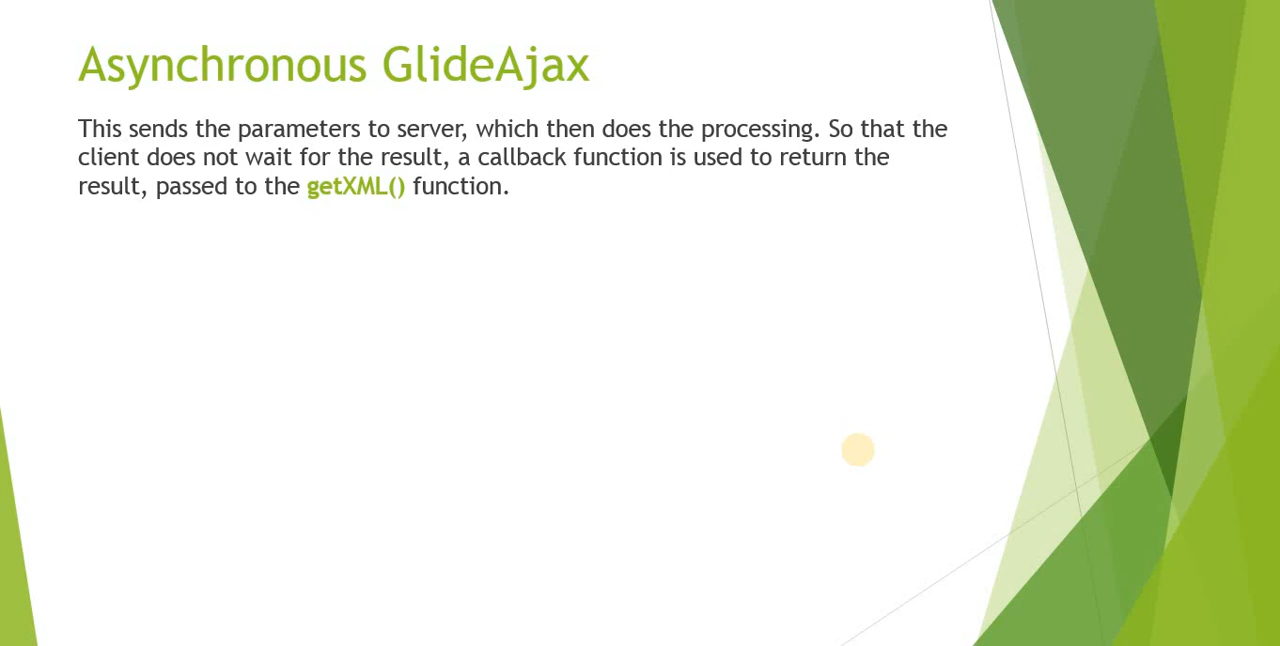 Asynchronous GlideAjax
This sends the parameters to server, which then does the processing. So that the
client does not wait for the result, a callback function is used to return the
result, passed to the getXML() function.